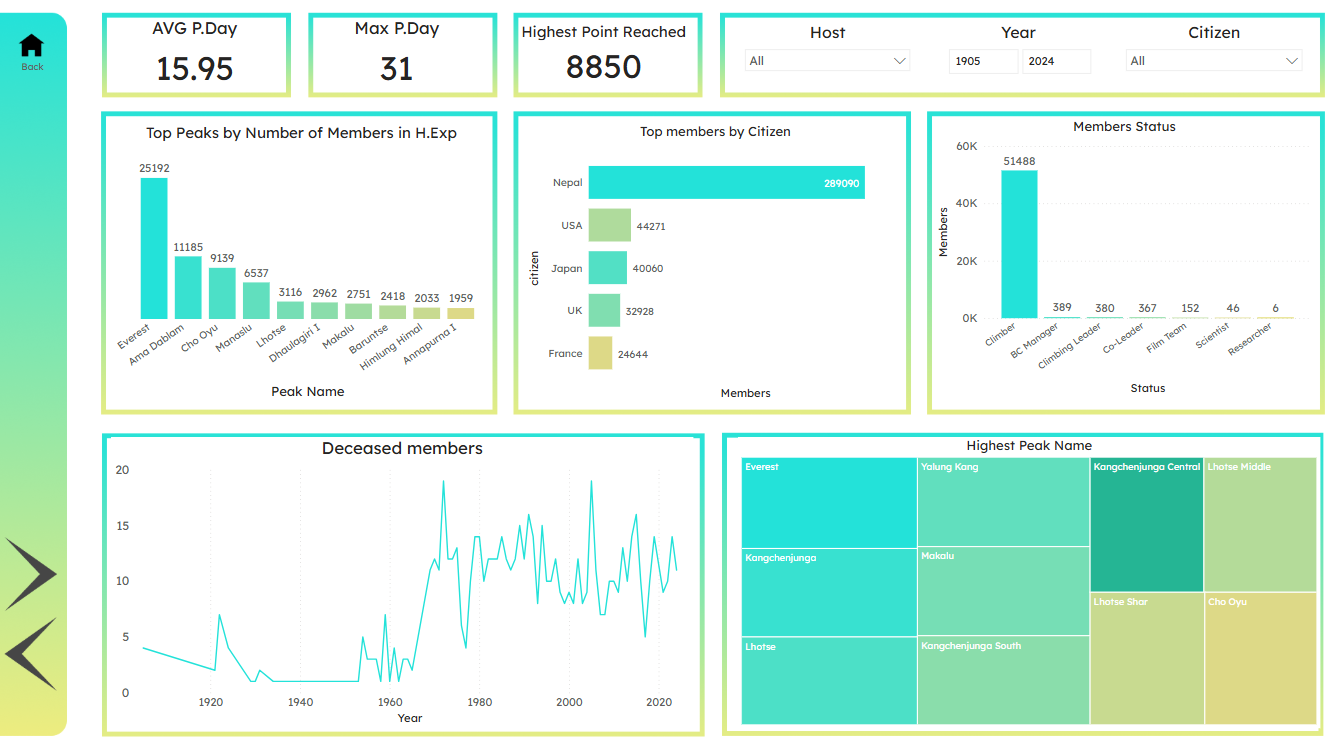 Back
AVG P.Day
15.95
Max P.Day
31
Highest Point Reached
8850
Host
All
Year
1905
2024
Citizen
All
Top Peaks by Number of Members in H.Exp
25192
11185
9139
6537
3116
2962
2751
2418
2033
1959
Everest
Ama Dablam
Cho Oyu
Manaslu
Lhotse
Dhaulagiri I
Makalu
Baruntse
Himlung Himal
Annapurna I
Peak Name
Top members by Citizen
citizen
Nepal
289090
USA
44271
Japan
40060
UK
32928
France
24644
Members
Members Status
Members
60K
40K
20K
0K
51488
389
380
367
152
46
6
Climber
BC Manager
Climbing Leader
Co-Leader
Film Team
Scientist
Researcher
Status
Deceased members
20
15
10
5
0
1920
1940
1960
1980
2000
2020
Year
Highest Peak Name
Everest
Kangchenjunga
Lhotse
Yalung Kang
Makalu
Kangchenjunga South
Kangchenjunga Central
Lhotse Middle
Lhotse Shar
Cho Oyu